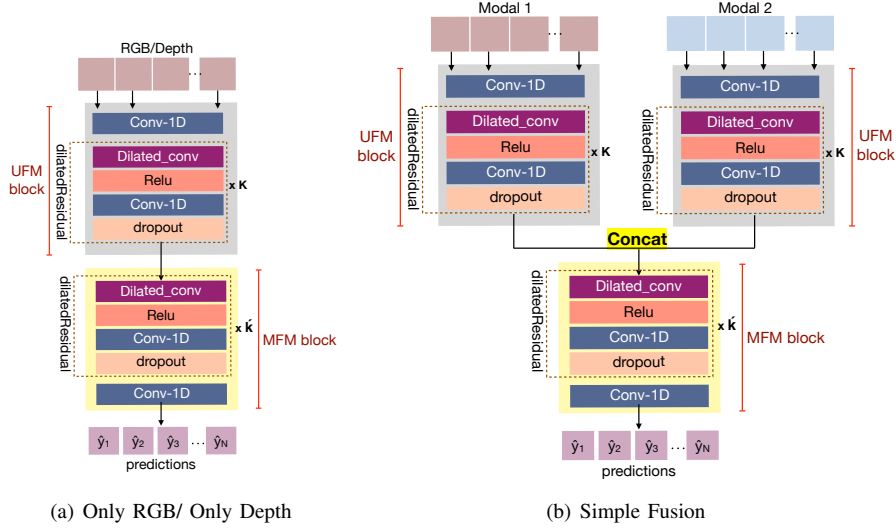 RGB/Depth
...
Conv-1D
Dilated_conv
Relu
Conv-1D
dropout
dilatedResidual
x K
UFM
block
Dilated_conv
Relu
Conv-1D
dropout
dilatedResidual
x ḱ
MFM block
Conv-1D
ŷ1 ŷ2 ŷ3 ... ŷN
predictions
(a) Only RGB/ Only Depth
Modal 1
...
Conv-1D
Dilated_conv
Relu
Conv-1D
dropout
dilatedResidual
x K
UFM
block
Modal 2
...
Conv-1D
Dilated_conv
Relu
Conv-1D
dropout
dilatedResidual
x K
UFM
block
Concat
Dilated_conv
Relu
Conv-1D
dropout
dilatedResidual
x ḱ
MFM block
Conv-1D
ŷ1 ŷ2 ŷ3 ... ŷN
predictions
(b) Simple Fusion